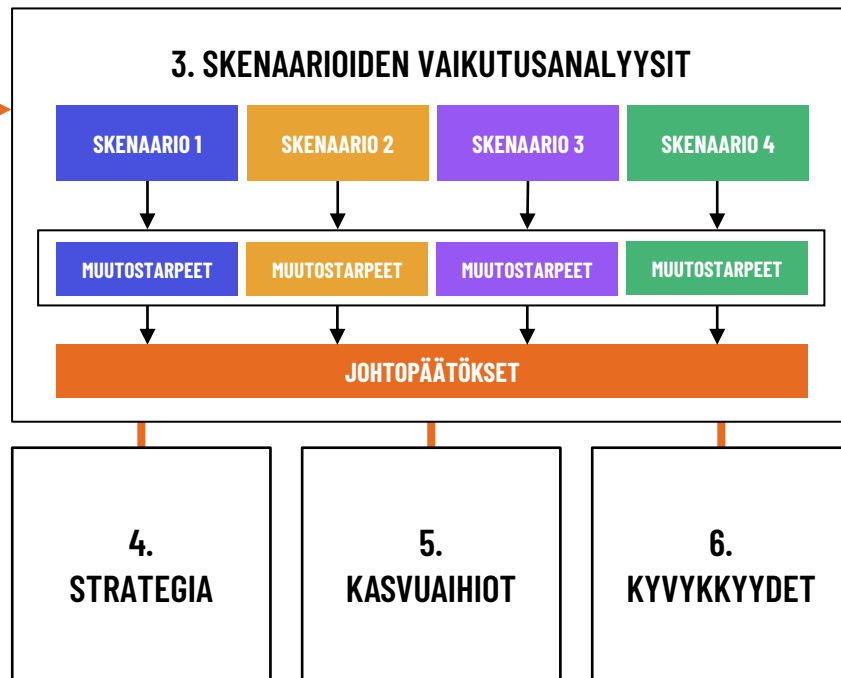 3. SKENAARIOIDEN VAIKUTUSANALYYSIT
SKENAARIO 1
SKENAARIO 2
SKENAARIO 3
SKENAARIO 4
MUUTOSTARPEET
MUUTOSTARPEET
MUUTOSTARPEET
MUUTOSTARPEET
JOHTOPÄÄTÖKSET
4.
STRATEGIA
5.
KASVUAIHIOT
6.
KYVYKKYYDET